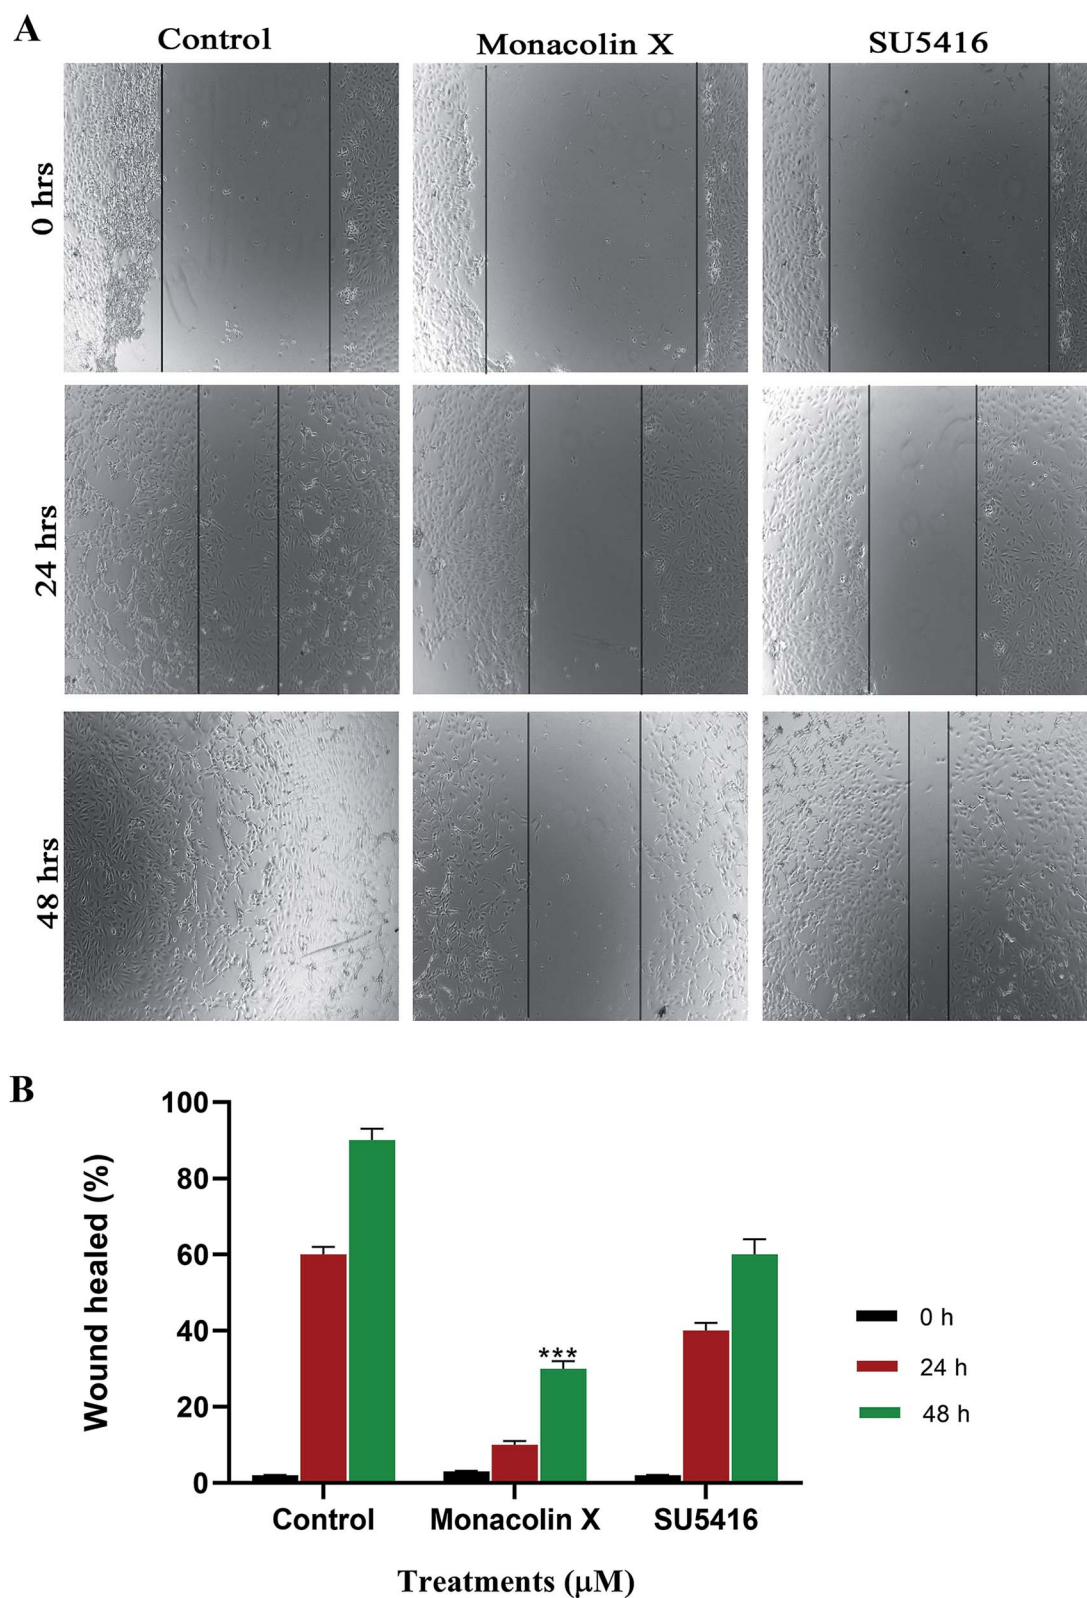 A
Control
Monacolin X
SU5416
0 hrs
24 hrs
48 hrs
B
Wound healed (%)
100
80
60
40
20
0
***
Control
Monacolin X
SU5416
Treatments (μM)
0 h
24 h
48 h